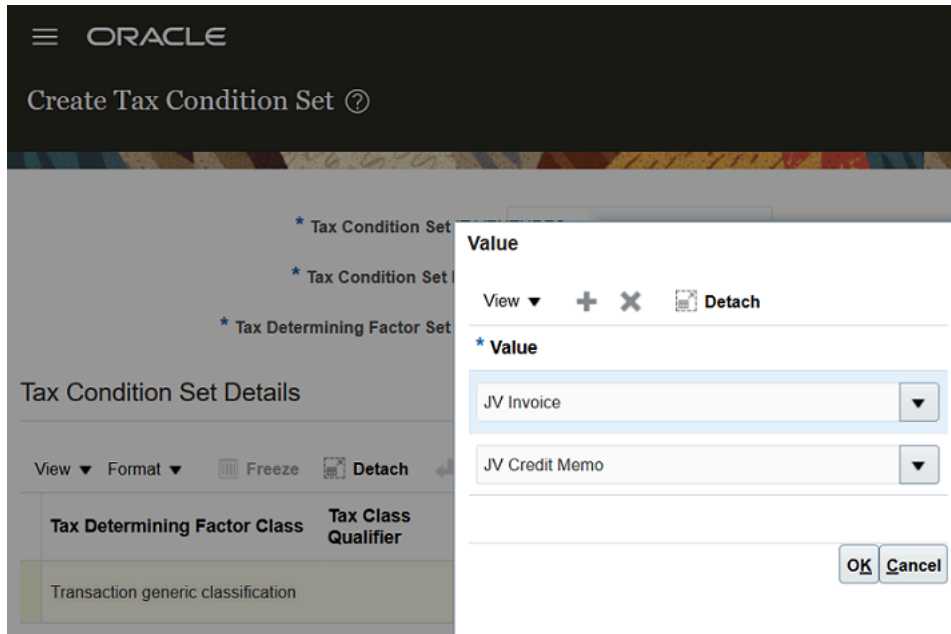 ORACLE
Create Tax Condition Set ?
* Tax Condition Set
* Tax Condition Set
* Tax Determining Factor Set
Tax Condition Set Details
View Format Freeze Detach
Tax Determining Factor Class Tax Class Qualifier
Transaction generic classification
Value
View Detach
* Value
JV Invoice
JV Credit Memo
OK Cancel